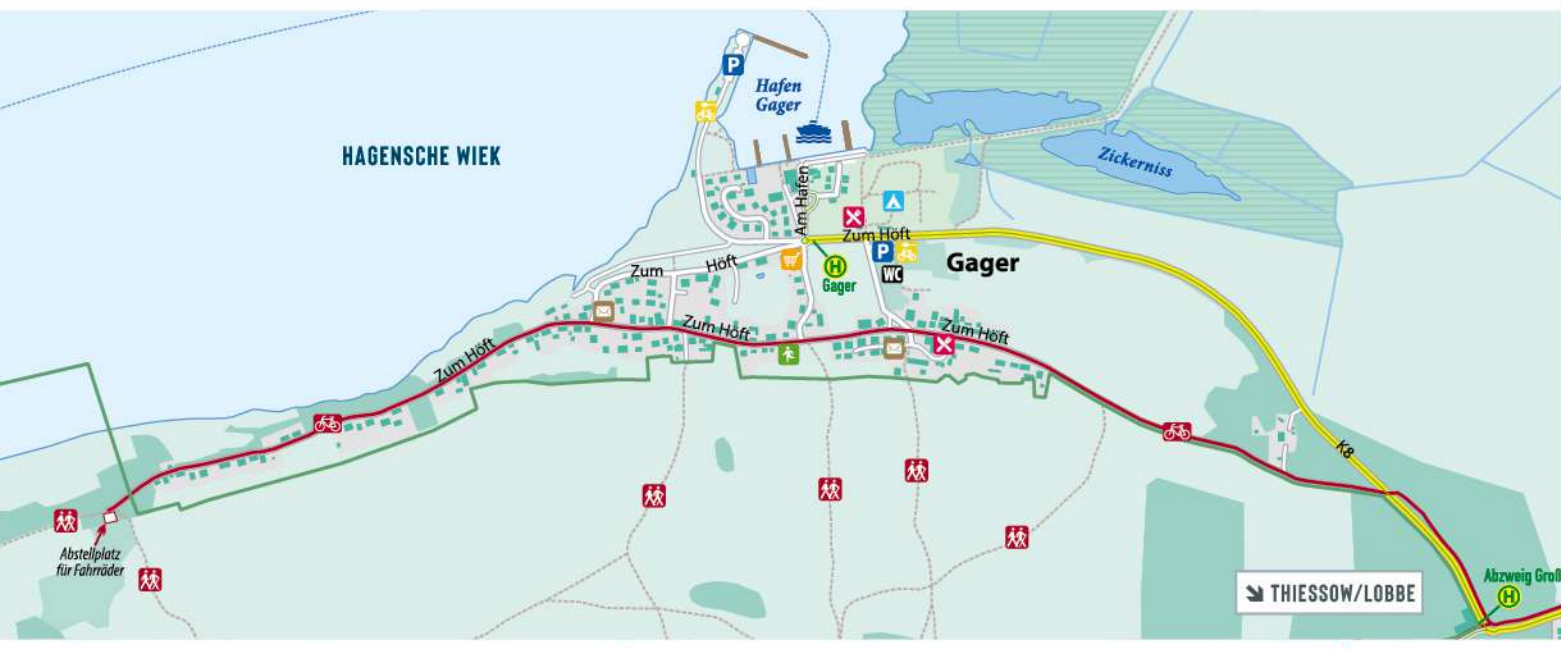 P
Hafen
Gager
HAGENSCHE WIEK
Zickerniss
Am Hafen
Zum Höft
P
H
Gager
WC
Gager
Zum
Höft
Zum Höft
Zum Höft
Zum Höft
K8
Abstellplatz
für Fahrräder
THIESSOW/LOBBE
Abzweig Groß
H